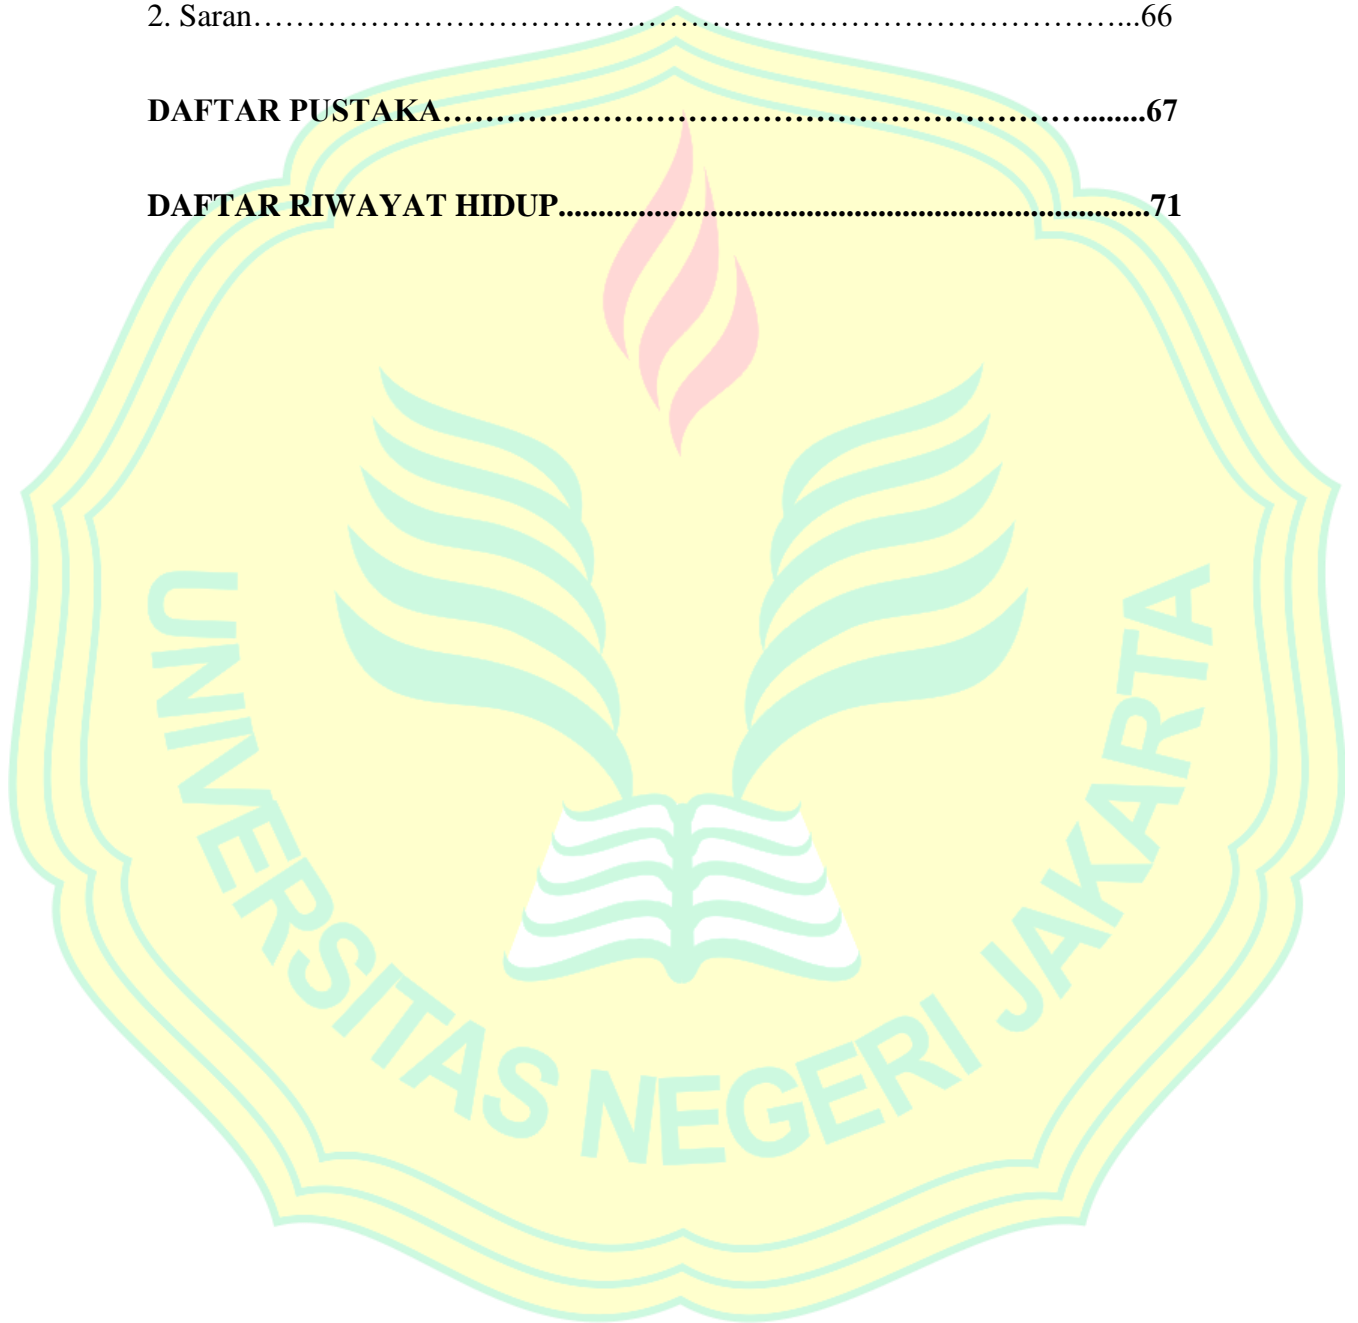 2. Saran…………………………………………………………………………...66
DAFTAR PUSTAKA………………………………………………………........67
DAFTAR RIWAYAT HIDUP...........................................................................71
UNIVERSITAS NEGERI JAKARTA